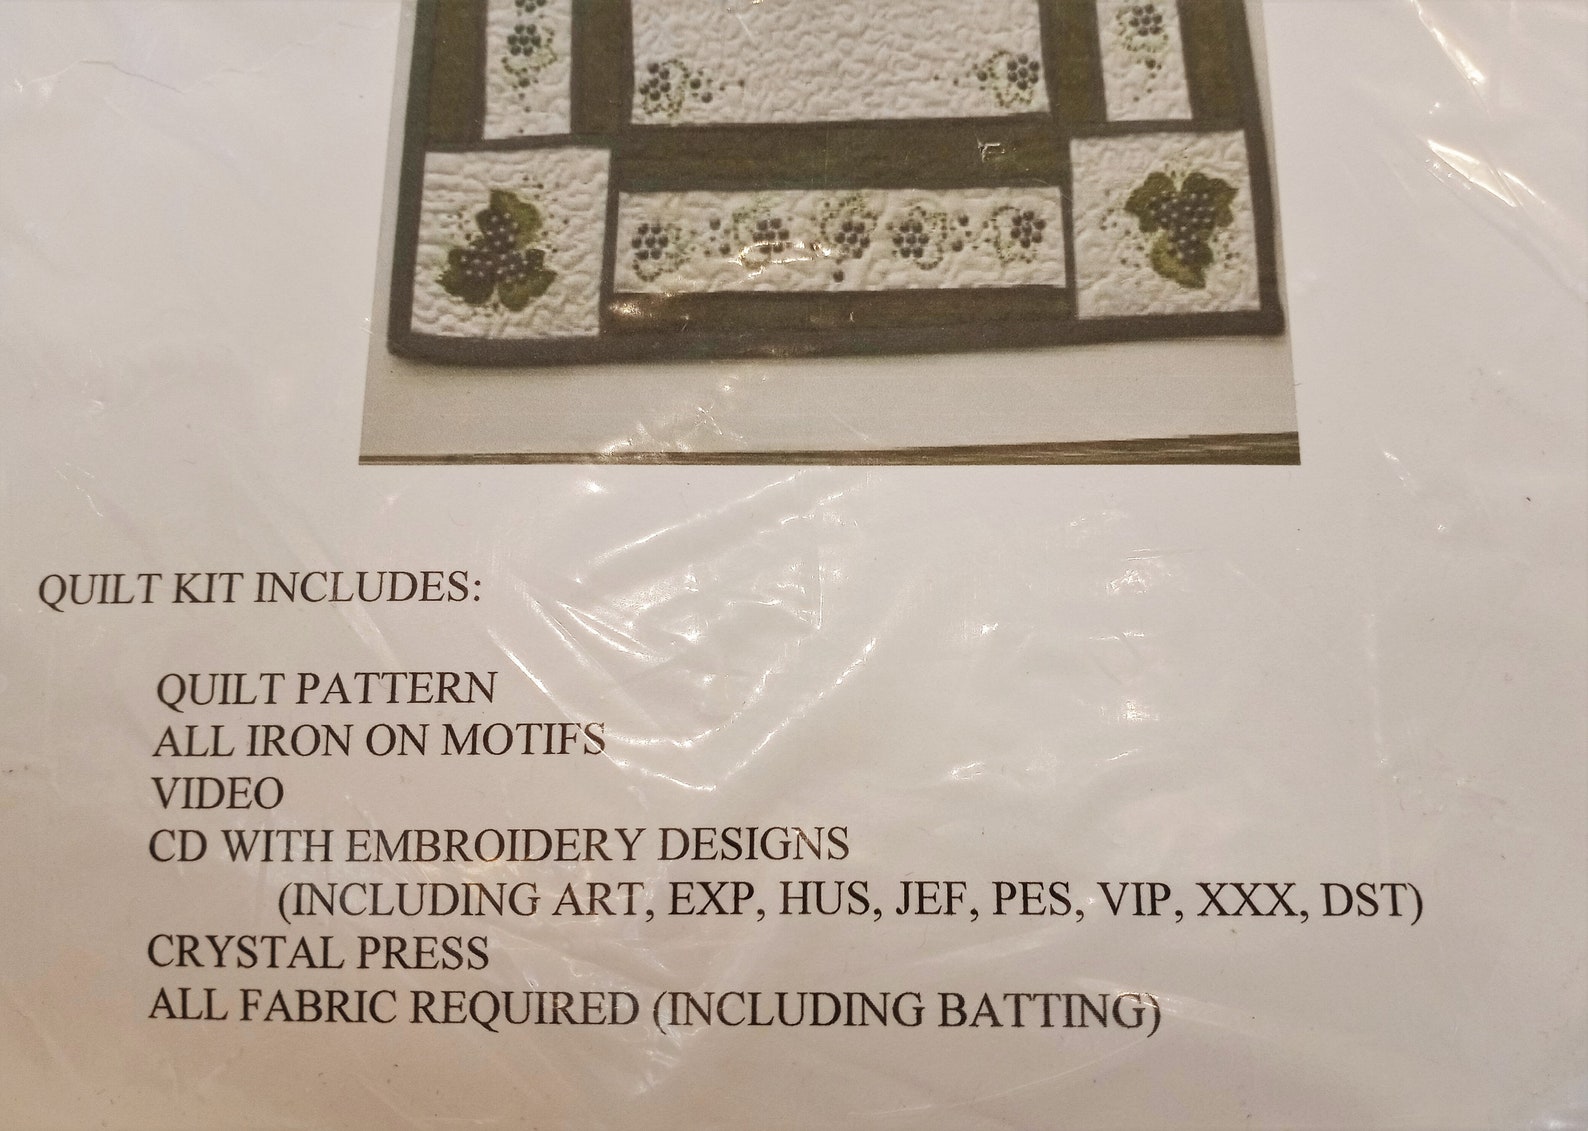 QUILT KIT INCLUDES:
QUILT PATTERN
ALL IRON ON MOTIFS
VIDEO
CD WITH EMBROIDERY DESIGNS
(INCLUDING ART, EXP, HUS, JEF, PES, VIP, XXX, DST)
CRYSTAL PRESS
ALL FABRIC REQUIRED (INCLUDING BATTING)